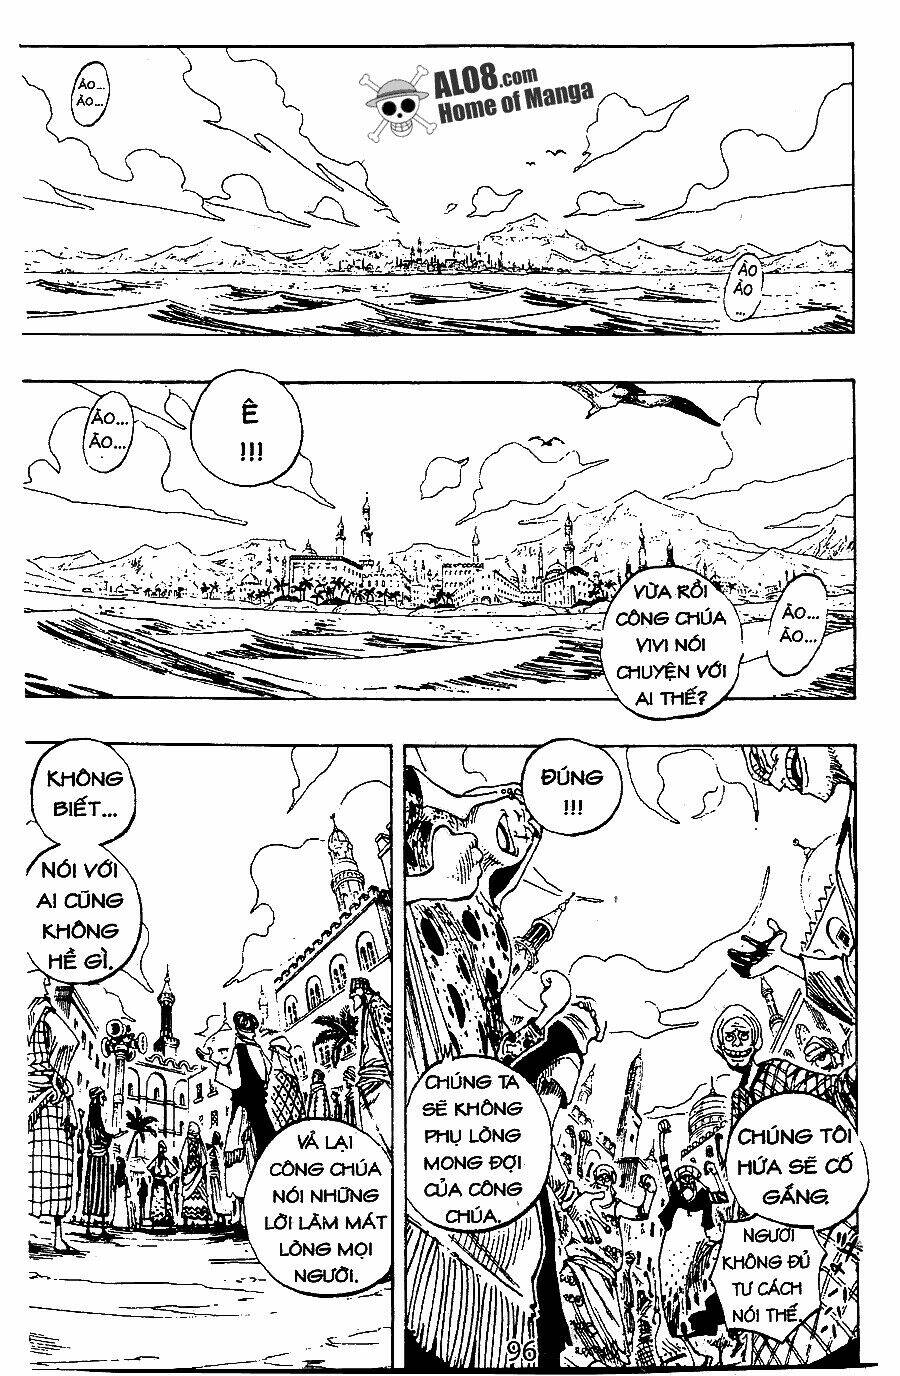 ÀO...
ÀO...
ALO8.com
Home of Manga
ÀO
ÀO
...
ÀO...
ÀO...
Ê
!!!
VỪA RỒI
CÔNG CHÚA
VIVI NÓI
CHUYỆN VỚI
AI THẾ?
ÀO...
ÀO...
KHÔNG
BIẾT...
NÓI VỚI
AI CŨNG
KHÔNG
HỀ GÌ.
VẢ LẠI
CÔNG CHÚA
NÓI NHỮNG
LỜI LÀM MÁT
LÒNG MỌI
NGƯỜI.
ĐÚNG
!!!
CHÚNG TA
SẼ KHÔNG
PHỤ LÒNG
MONG ĐỢI
CỦA CÔNG
CHÚA.
CHÚNG TÔI
HỨA SẼ CỐ
GẮNG.
NGƯƠI
KHÔNG ĐỦ
TƯ CÁCH
NÓI THẾ.
96